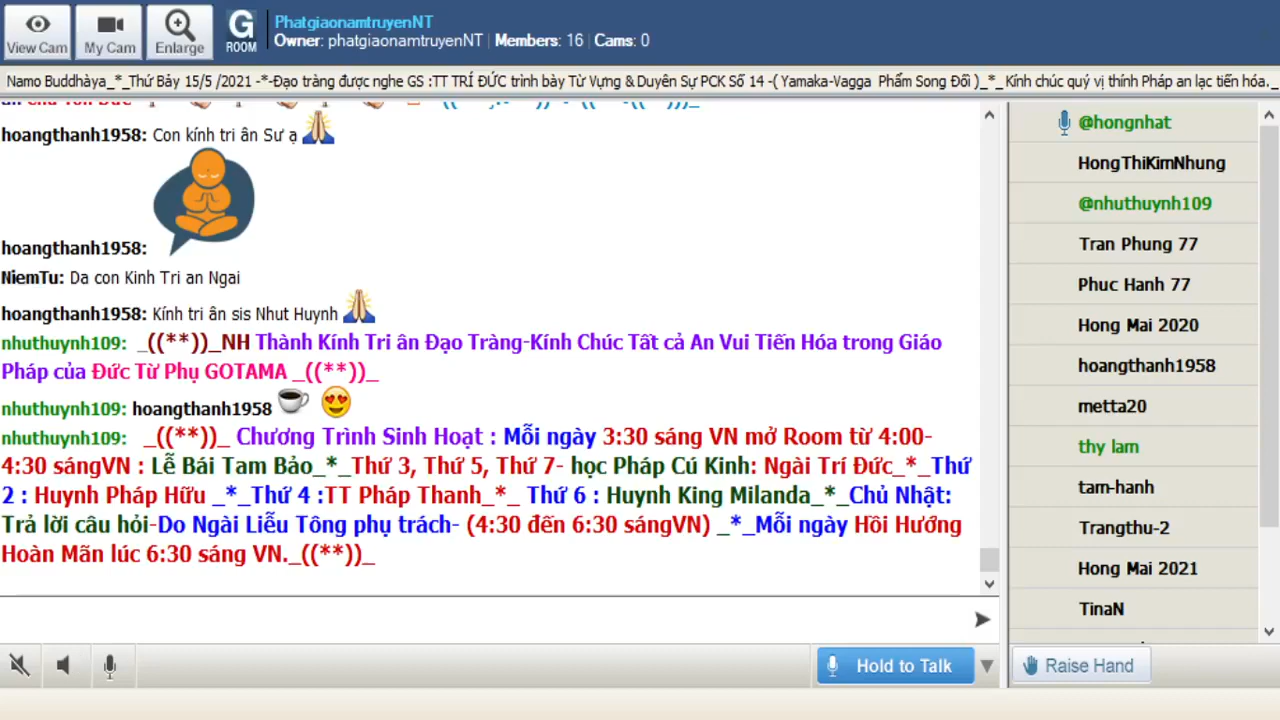 View Cam
My Cam
Enlarge
G
ROOM
PhatgiaonamtruyenNT
Owner: phatgiaonamtruyenNT | Members: 16 | Cams: 0
Namo Buddhàya_*_Thứ Bảy 15/5 /2021 -*-Đạo tràng được nghe GS :TT TRÍ ĐỨC trình bày Từ Vựng & Duyên Sự PCK Số 14 -( Yamaka-Vagga Phẩm Song Đối )_*_ Kính chúc quý vị thính Pháp an lạc tiến hóa._
hoangthanh1958: Con kính tri ân Sư ạ
hoangthanh1958:
NiemTu: Da con Kinh Tri an Ngai
hoangthanh1958: Kính tri ân sis Nhut Huynh
nhuthuynh109: _((**))_NH Thành Kính Tri ân Đạo Tràng-Kính Chúc Tất cả An Vui Tiến Hóa trong Giáo
Pháp của Đức Từ Phụ GOTAMA _((**))_
nhuthuynh109: hoangthanh1958
nhuthuynh109: _((**))_ Chương Trình Sinh Hoạt : Mỗi ngày 3:30 sáng VN mở Room từ 4:00-
4:30 sángVN : Lễ Bái Tam Bảo_*_Thứ 3, Thứ 5, Thứ 7- học Pháp Cú Kinh: Ngài Trí Đức_*_Thứ
2 : Huynh Pháp Hữu _*_Thứ 4 :TT Pháp Thanh_*_ Thứ 6 : Huynh King Milanda_*_Chủ Nhật:
Trả lời câu hỏi-Do Ngài Liễu Tông phụ trách- (4:30 đến 6:30 sángVN) _*_Mỗi ngày Hồi Hướng
Hoàn Mãn lúc 6:30 sáng VN._((**))_
@hongnhat
HongThiKimNhung
@nhuthuynh109
Tran Phung 77
Phuc Hanh 77
Hong Mai 2020
hoangthanh1958
metta20
thy lam
tam-hanh
Trangthu-2
Hong Mai 2021
TinaN
Hold to Talk
Raise Hand